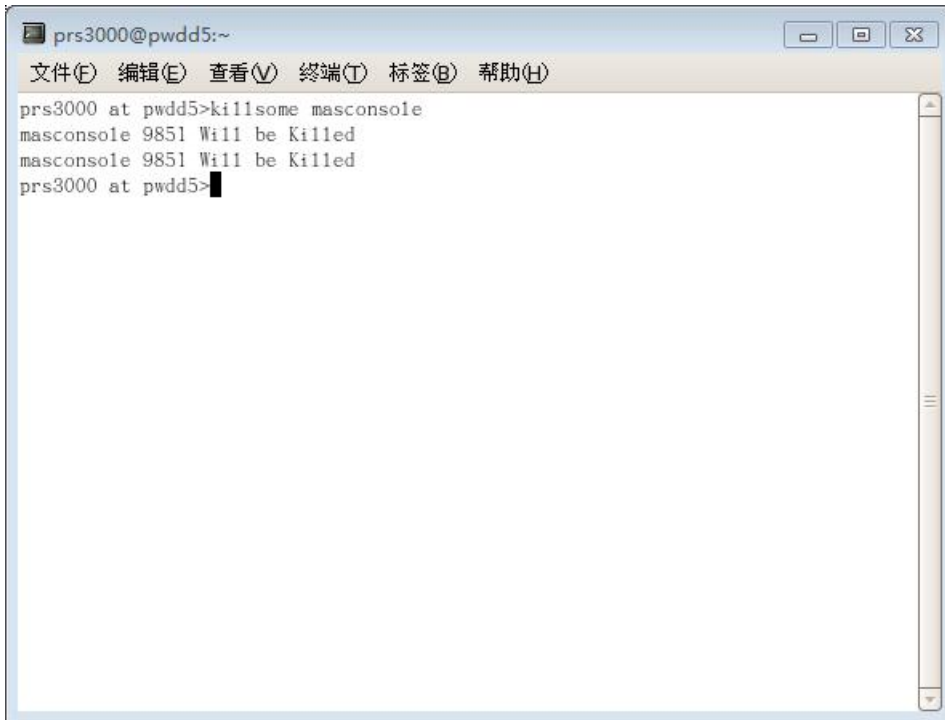 prs3000@pwdd5:~
文件(F) 编辑(E) 查看(V) 终端(T) 标签(B) 帮助(H)
prs3000 at pwdd5>killsome masconsole
masconsole 9851 Will be Killed
masconsole 9851 Will be Killed
prs3000 at pwdd5>